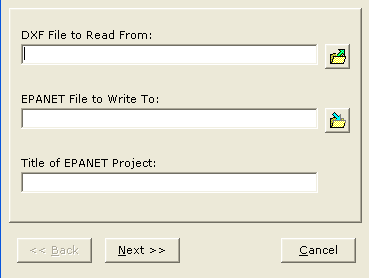 DXF File to Read From:
EPANET File to Write To:
Title of EPANET Project:
<< Back Next >> Cancel